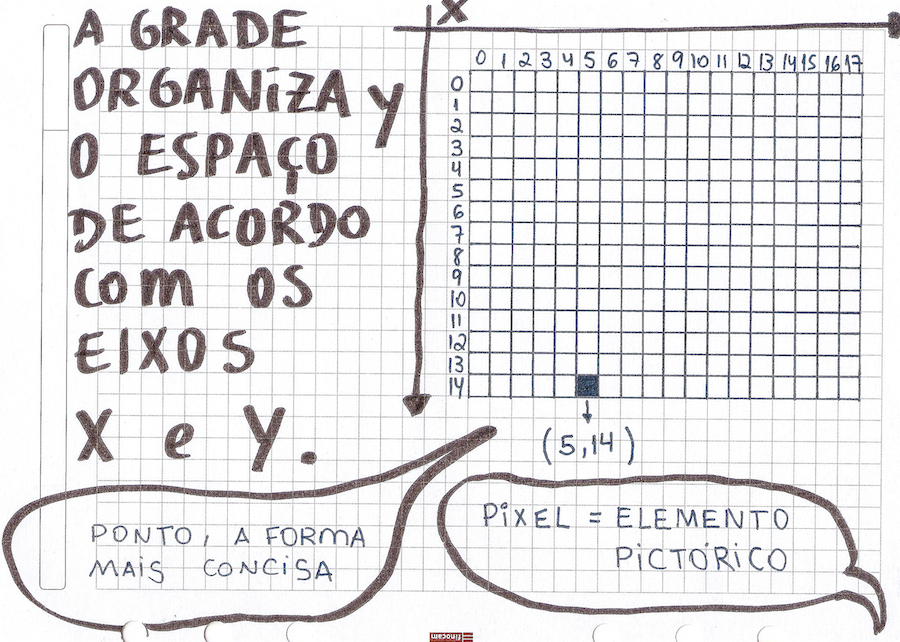 A GRADE
ORGANIZA
O ESPAÇO
DE ACORDO
COM OS
EIXOS
X e Y.
X
Y
0 1 2 3 4 5 6 7 8 9 10 11 12 13 14 15 16 17
0
1
2
3
4
5
6
7
8
9
10
11
12
13
14
(5,14)
PONTO, A FORMA
MAIS CONCISA
PIXEL = ELEMENTO
PICTÓRICO
finocam